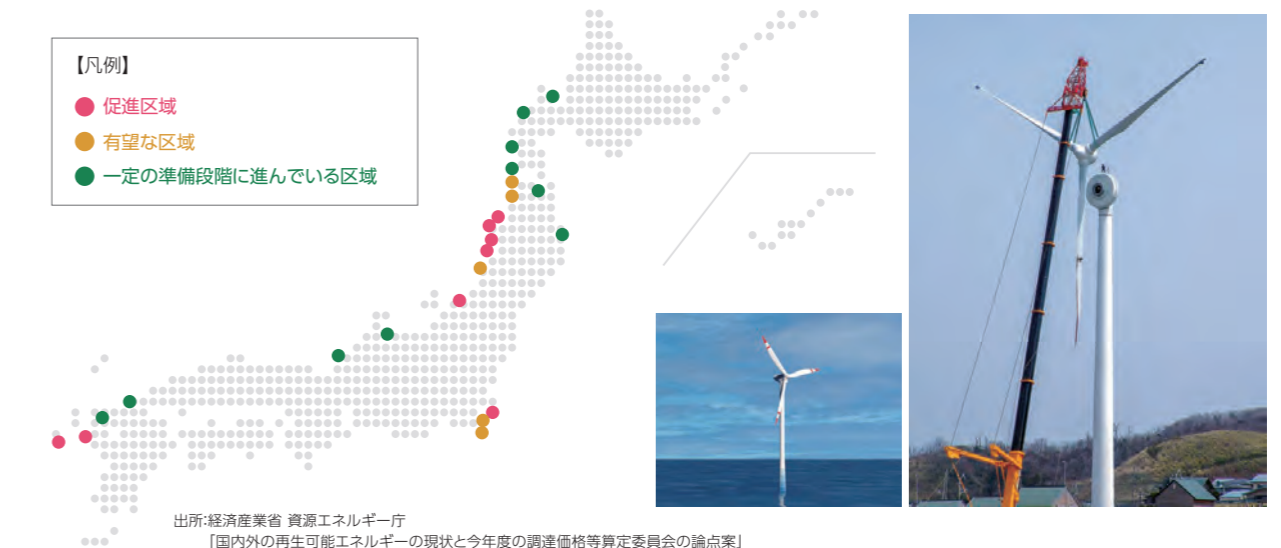 【凡例】
促進区域
有望な区域
一定の準備段階に進んでいる区域
出所:経済産業省 資源エネルギー庁
「国内外の再生可能エネルギーの現状と今年度の調達価格等算定委員会の論点案」